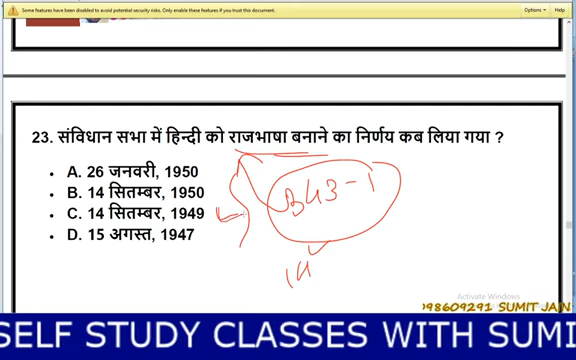 Some features have been disabled to avoid potential security risks. Only enable these features if you trust this document.
Options
Help
23. संविधान सभा में हिन्दी को राजभाषा बनाने का निर्णय कब लिया गया ?
• A. 26 जनवरी, 1950
• B. 14 सितम्बर, 1950
• C. 14 सितम्बर, 1949
• D. 15 अगस्त, 1947
343-1
14
Activate Windows
098609291 SUMIT JAIN
SELF STUDY CLASSES WITH SUMI